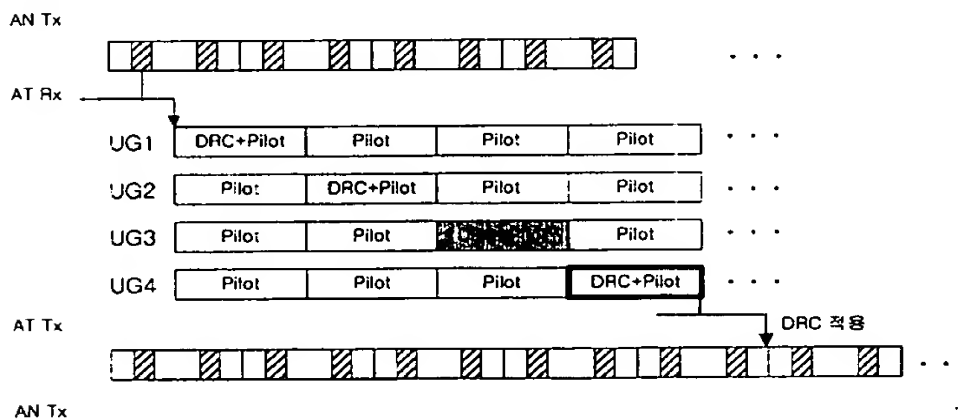 AN Tx
. . .
AT Rx
UG1 DRC+Pilot Pilot Pilot Pilot . . .
UG2 Pilot DRC+Pilot Pilot Pilot . . .
UG3 Pilot Pilot Pilot . . .
UG4 Pilot Pilot Pilot DRC+Pilot . . .
AT Tx
DRC 적용
. .
AN Tx